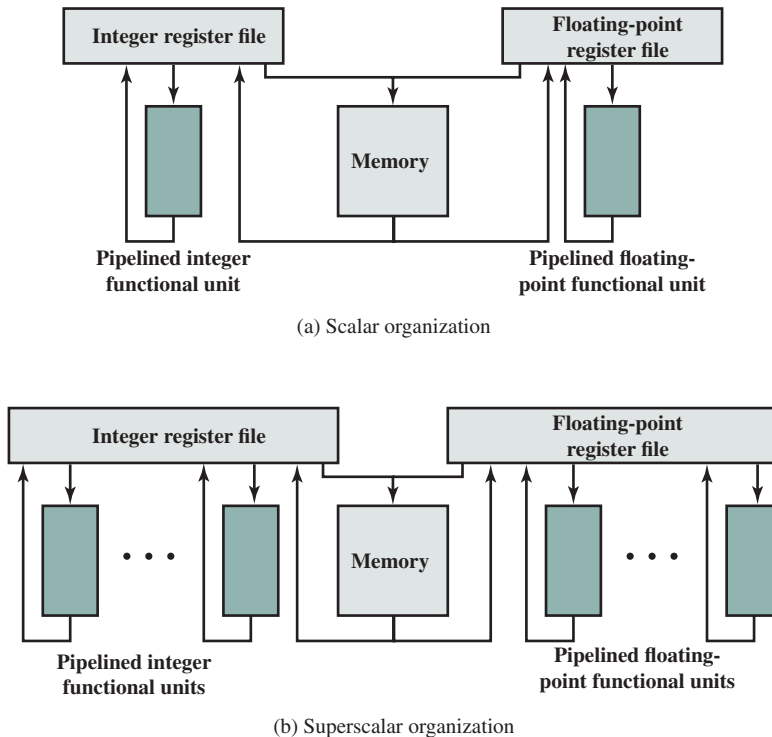 Integer register file
Floating-point
register file
Memory
Pipelined integer
functional unit
Pipelined floating-
point functional unit
(a) Scalar organization
Integer register file
Floating-point
register file
Memory
Pipelined integer
functional units
Pipelined floating-
point functional units
(b) Superscalar organization